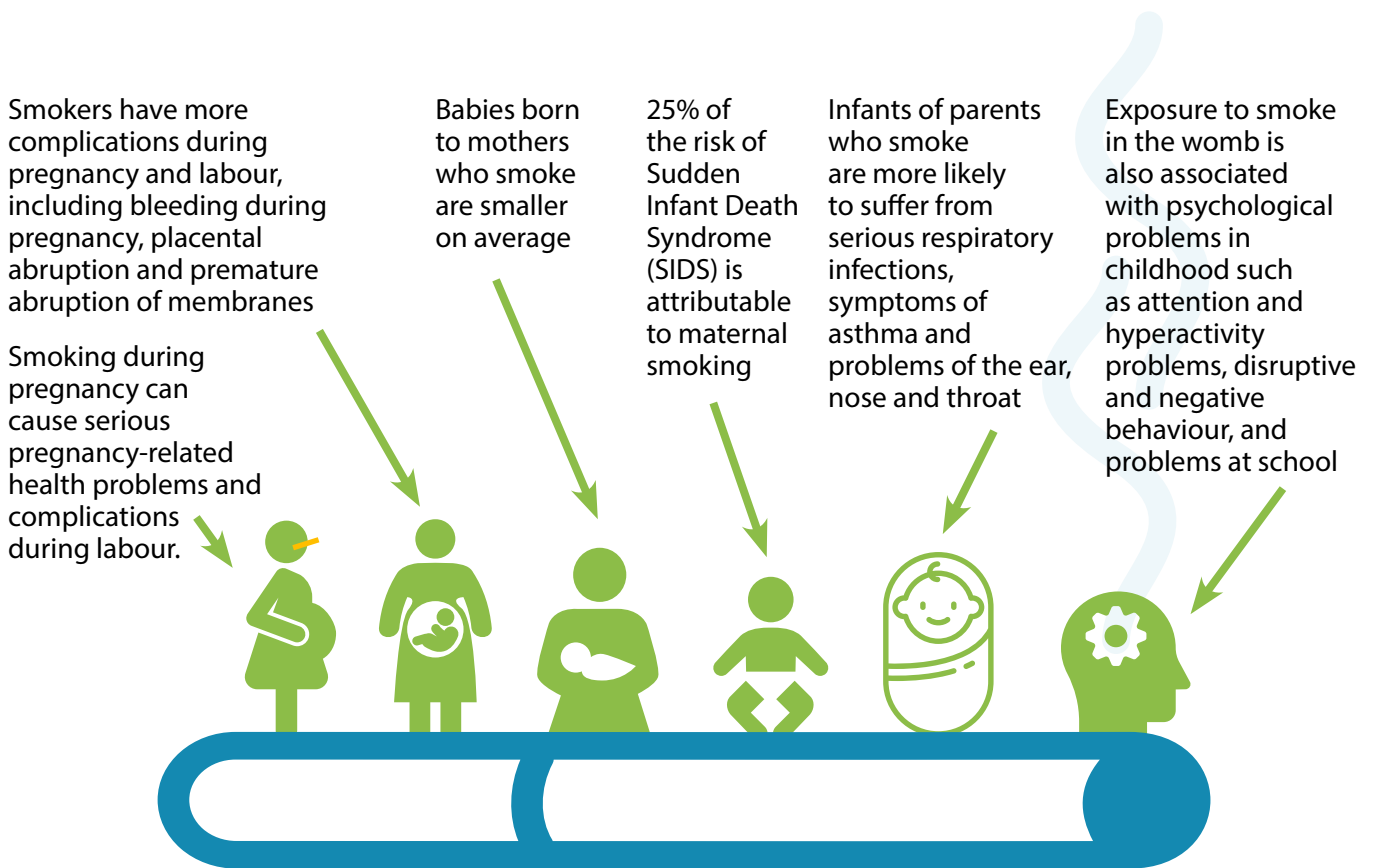 Smokers have more
complications during
pregnancy and labour,
including bleeding during
pregnancy, placental
abruption and premature
abruption of membranes
Smoking during
pregnancy can
cause serious
pregnancy-related
health problems and
complications
during labour.
Babies born
to mothers
who smoke
are smaller
on average
25% of
the risk of
Sudden
Infant Death
Syndrome
(SIDS) is
attributable
to maternal
smoking
Infants of parents
who smoke
are more likely
to suffer from
serious respiratory
infections,
symptoms of
asthma and
problems of the ear,
nose and throat
Exposure to smoke
in the womb is
also associated
with psychological
problems in
childhood such
as attention and
hyperactivity
problems, disruptive
and negative
behaviour, and
problems at school